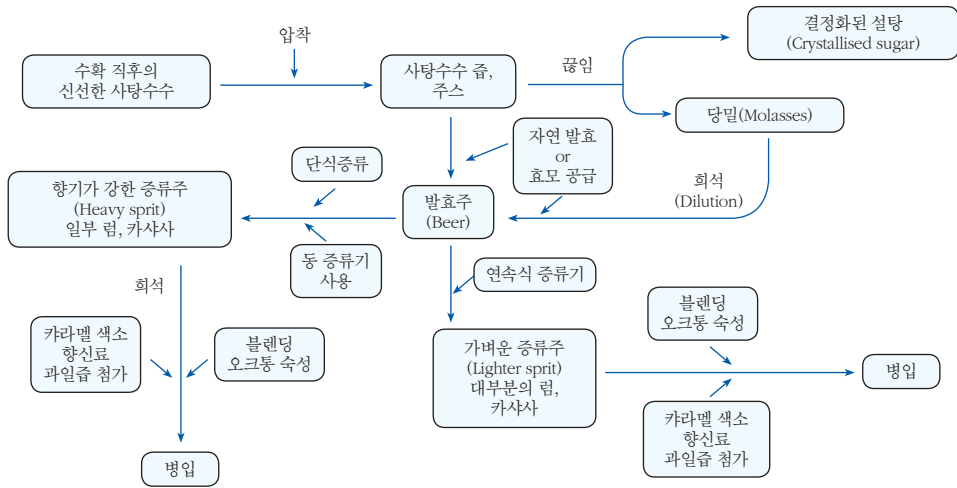 압착
수확 직후의
신선한 사탕수수
사탕수수 즙,
주스
끓임
결정화된 설탕
(Crystallised sugar)
당밀(Molasses)
자연 발효
or
효모 공급
희석
(Dilution)
단식증류
향기가 강한 증류주
(Heavy sprit)
일부 럼, 카샤사
발효주
(Beer)
동 증류기
사용
연속식 증류기
희석
캬라멜 색소
향신료
과일즙 첨가
블렌딩
오크통 숙성
병입
가벼운 증류주
(Lighter sprit)
대부분의 럼,
카샤사
블렌딩
오크통 숙성
캬라멜 색소
향신료
과일즙 첨가
병입